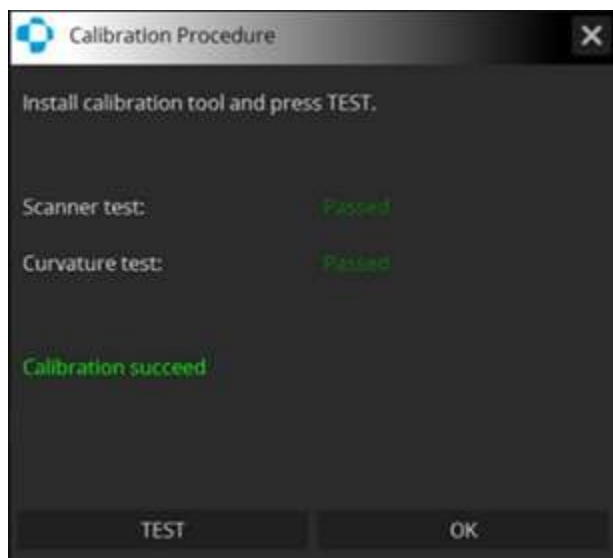 Calibration Procedure
Install calibration tool and press TEST.
Scanner test: Passed
Curvature test: Passed
Calibration succeed
TEST OK